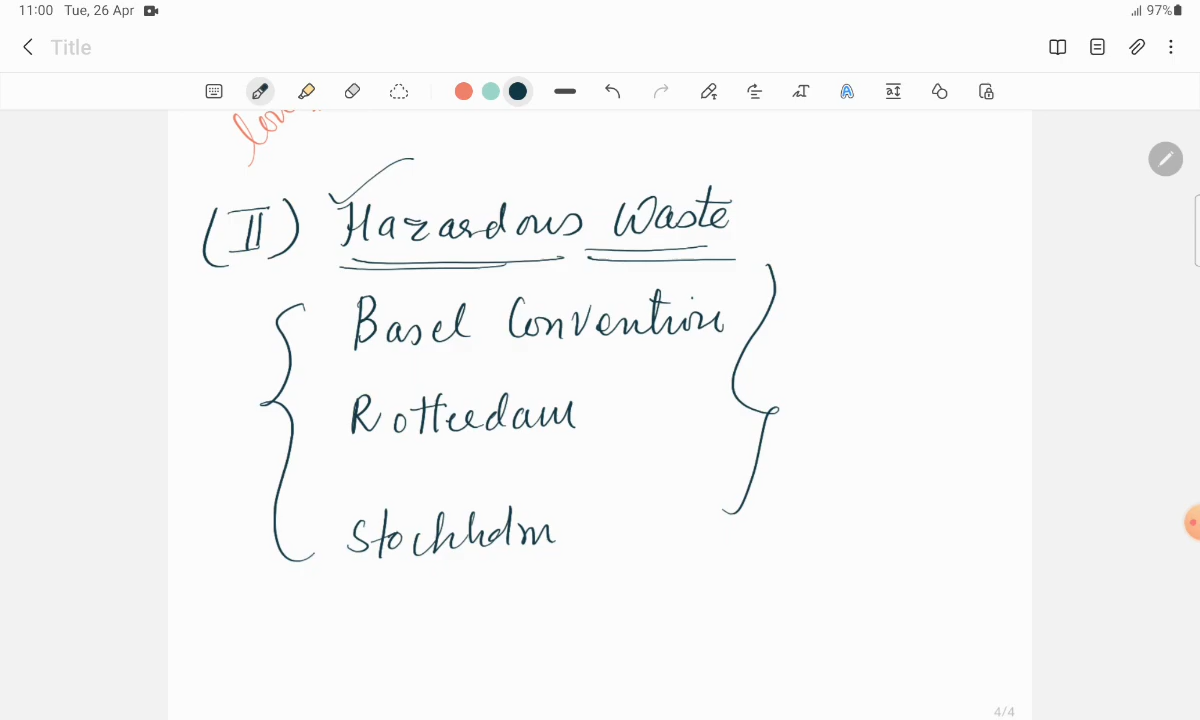 11:00 Tue, 26 Apr
97%
Title
(II) Hazardous Waste
Basel Convention
Rotterdam
Stockholm
4/4